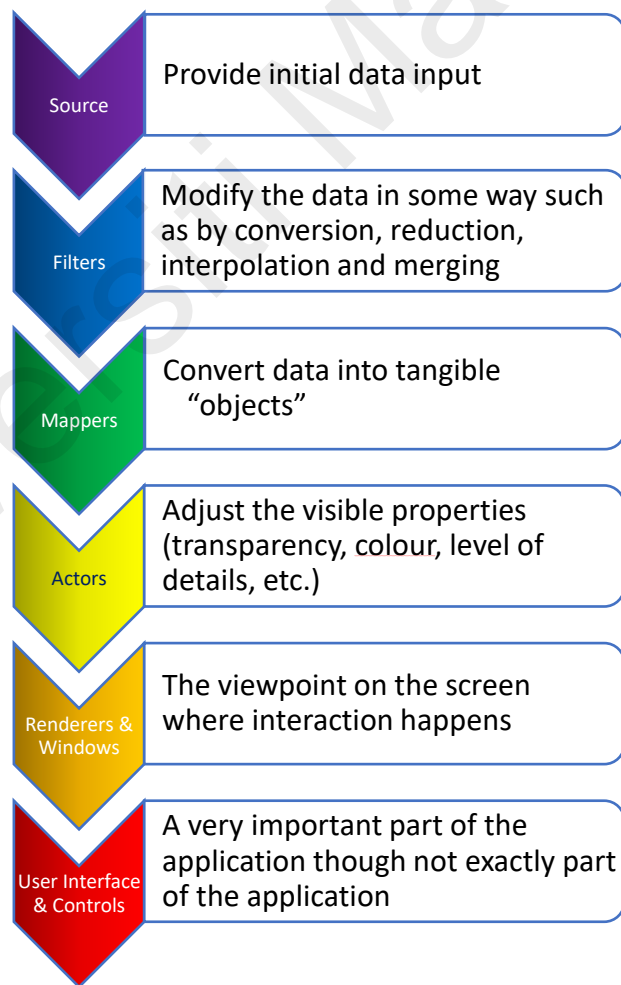 Source
Provide initial data input
Filters
Modify the data in some way such
as by conversion, reduction,
interpolation and merging
Mappers
Convert data into tangible
“objects”
Actors
Adjust the visible properties
(transparency, colour, level of
details, etc.)
Renderers &
Windows
The viewpoint on the screen
where interaction happens
User Interface
& Controls
A very important part of the
application though not exactly part
of the application